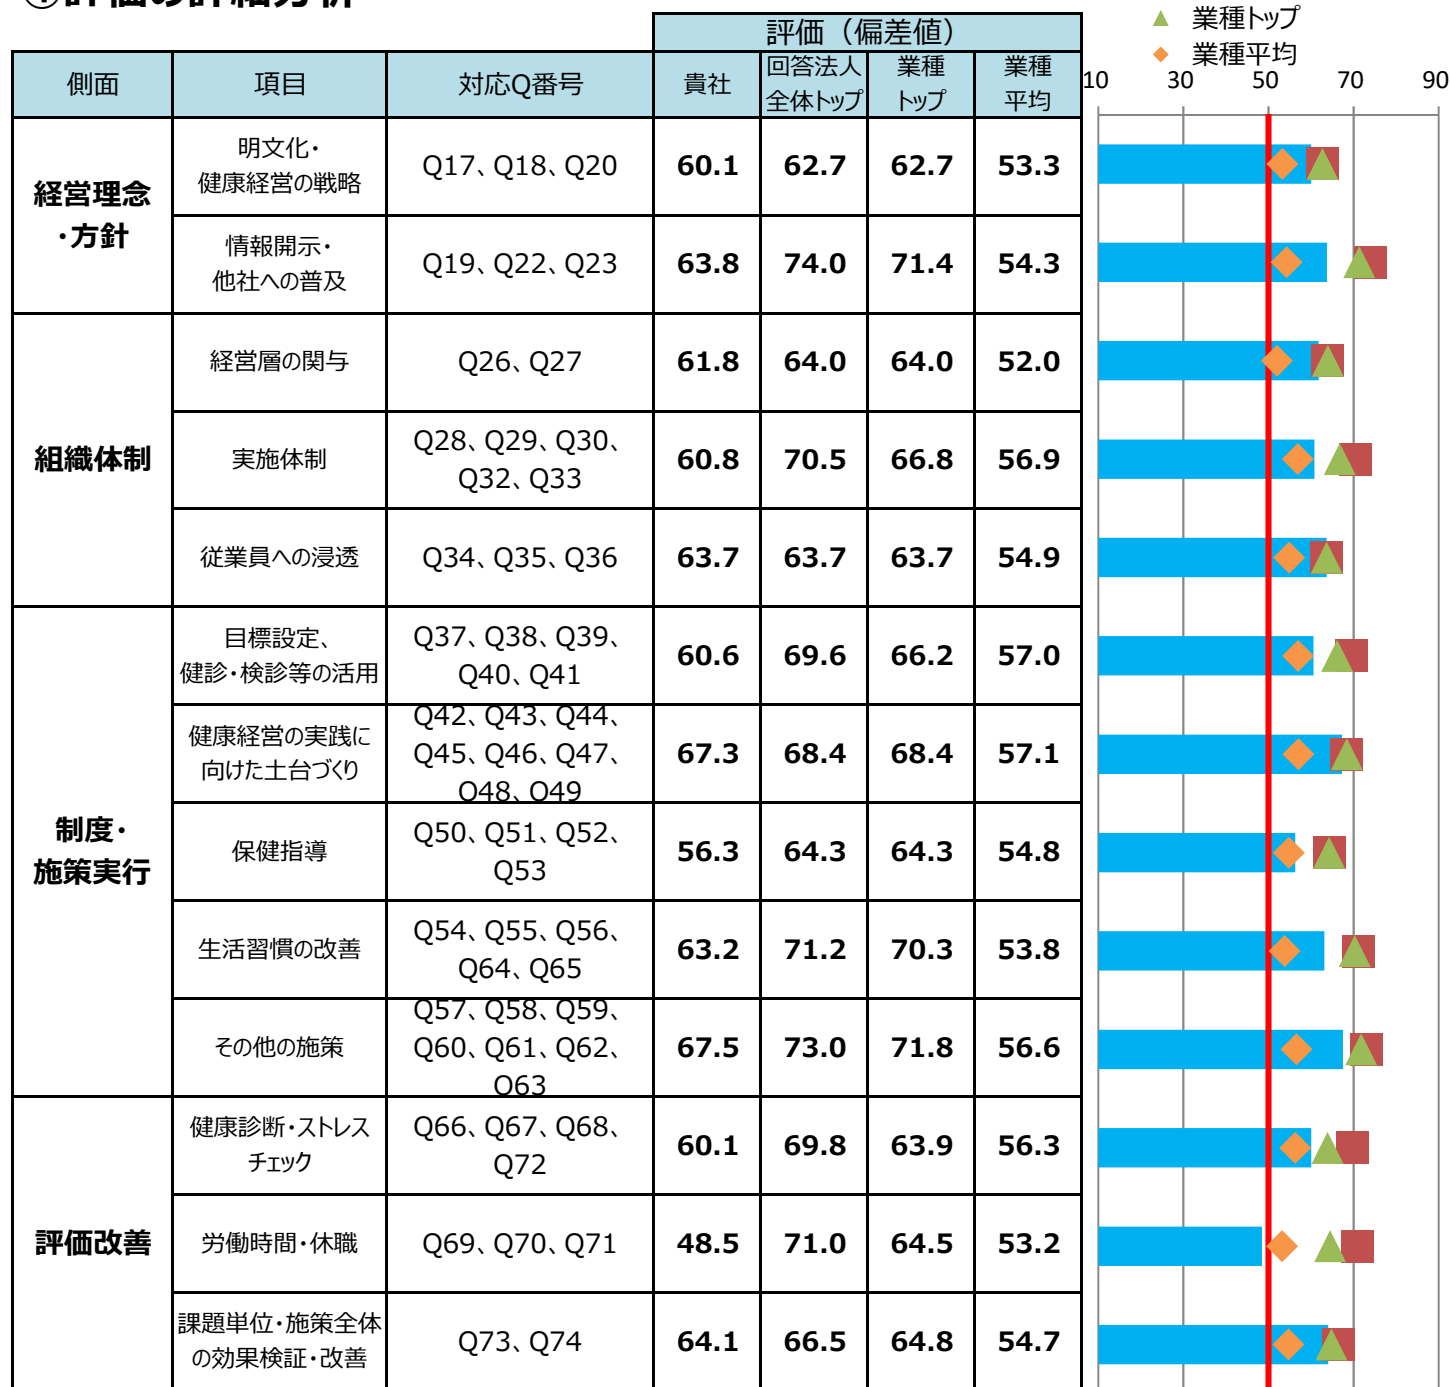 ①評価の詳細分析
▲ 業種トップ
◆ 業種平均
評価（偏差値）
側面 項目 対応Q番号 貴社 回答法人 業種 業種
全体トップ トップ 平均
10 30 50 70 90
経営理念
・方針
明文化・
健康経営の戦略
Q17、Q18、Q20 60.1 62.7 62.7 53.3
情報開示・
他社への普及
Q19、Q22、Q23 63.8 74.0 71.4 54.3
組織体制
経営層の関与 Q26、Q27 61.8 64.0 64.0 52.0
実施体制
Q28、Q29、Q30、
Q32、Q33
60.8 70.5 66.8 56.9
従業員への浸透 Q34、Q35、Q36 63.7 63.7 63.7 54.9
制度・
施策実行
目標設定、
健診・検診等の活用
Q37、Q38、Q39、
Q40、Q41
60.6 69.6 66.2 57.0
健康経営の実践に
向けた土台づくり
Q42、Q43、Q44、
Q45、Q46、Q47、
Q48、Q49
67.3 68.4 68.4 57.1
保健指導
Q50、Q51、Q52、
Q53
56.3 64.3 64.3 54.8
生活習慣の改善
Q54、Q55、Q56、
Q64、Q65
63.2 71.2 70.3 53.8
その他の施策
Q57、Q58、Q59、
Q60、Q61、Q62、
Q63
67.5 73.0 71.8 56.6
評価改善
健康診断・ストレス
チェック
Q66、Q67、Q68、
Q72
60.1 69.8 63.9 56.3
労働時間・休職 Q69、Q70、Q71 48.5 71.0 64.5 53.2
課題単位・施策全体
の効果検証・改善
Q73、Q74 64.1 66.5 64.8 54.7